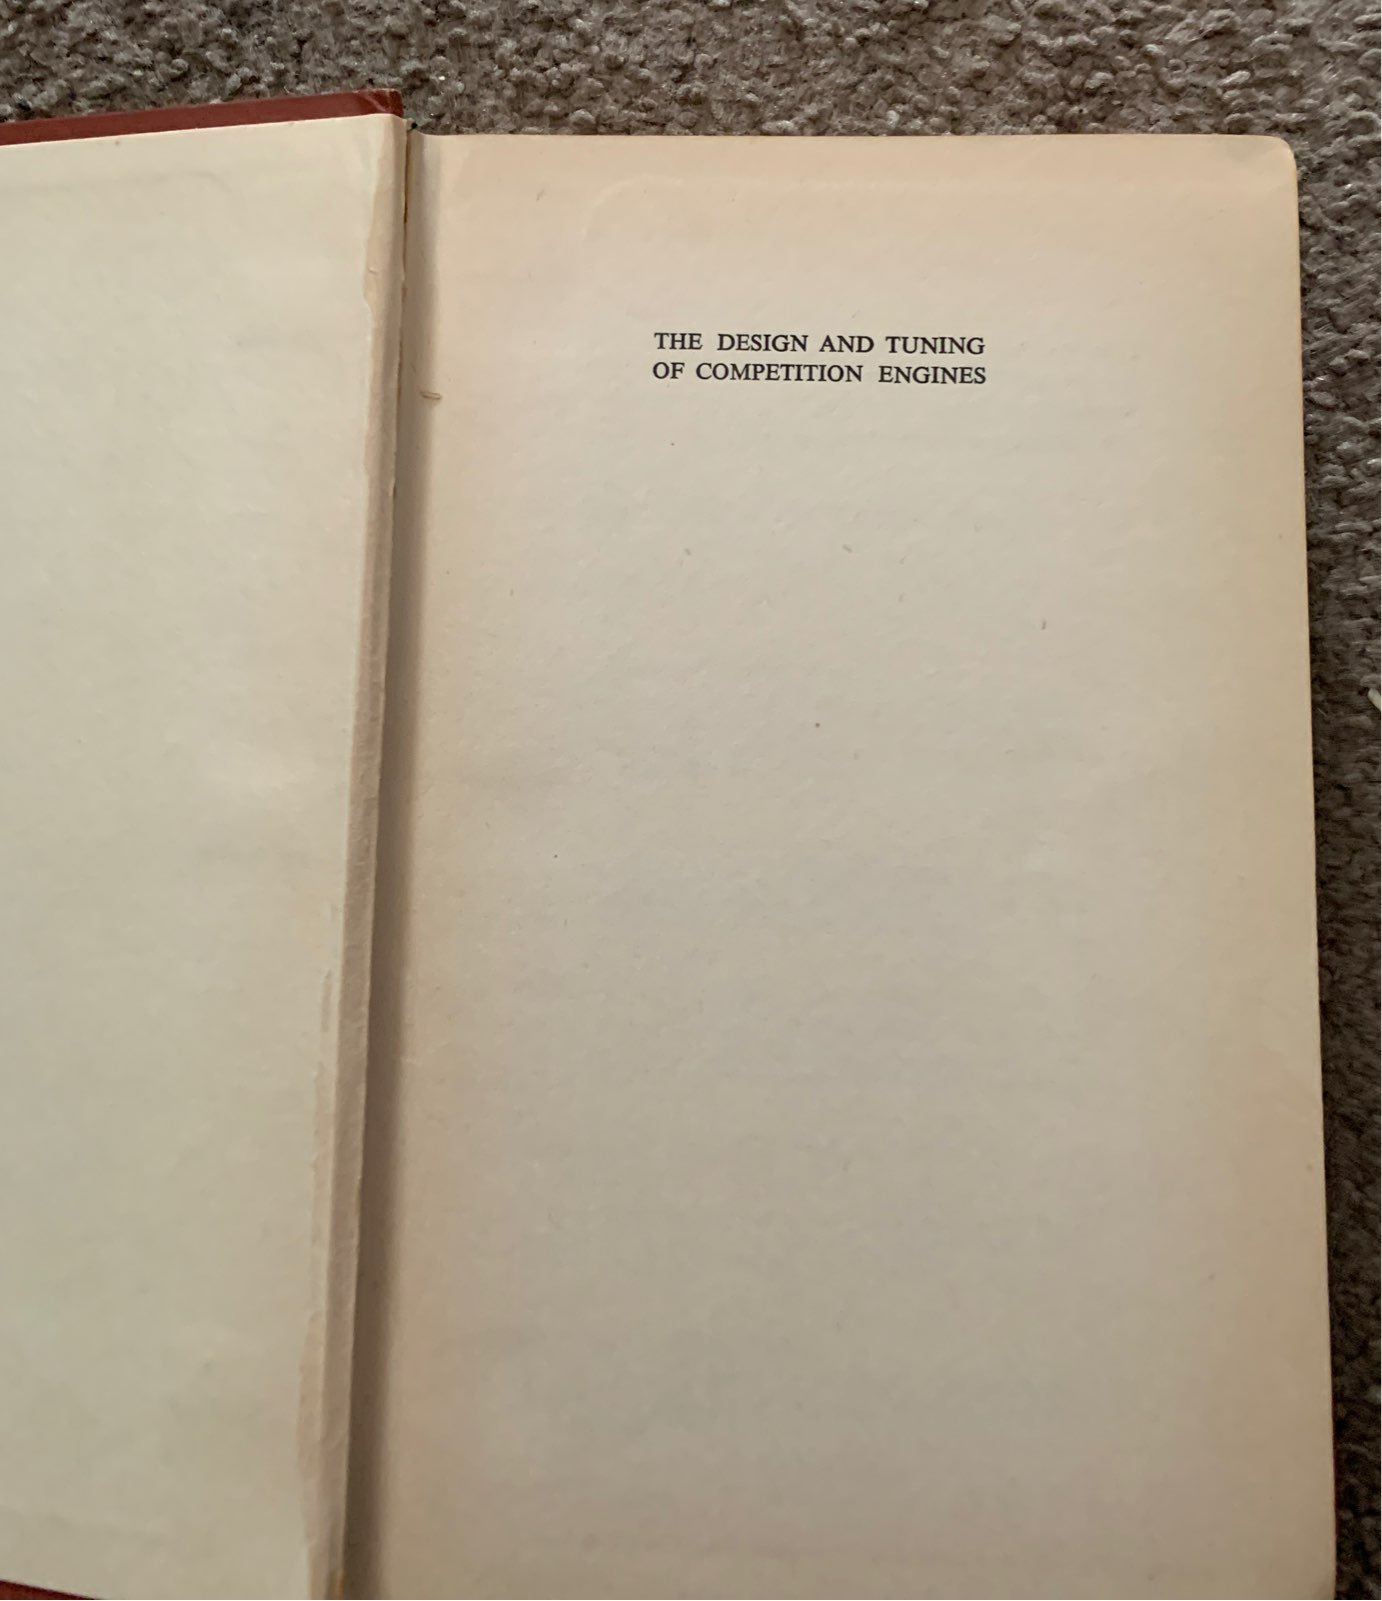 THE DESIGN AND TUNING
OF COMPETITION ENGINES